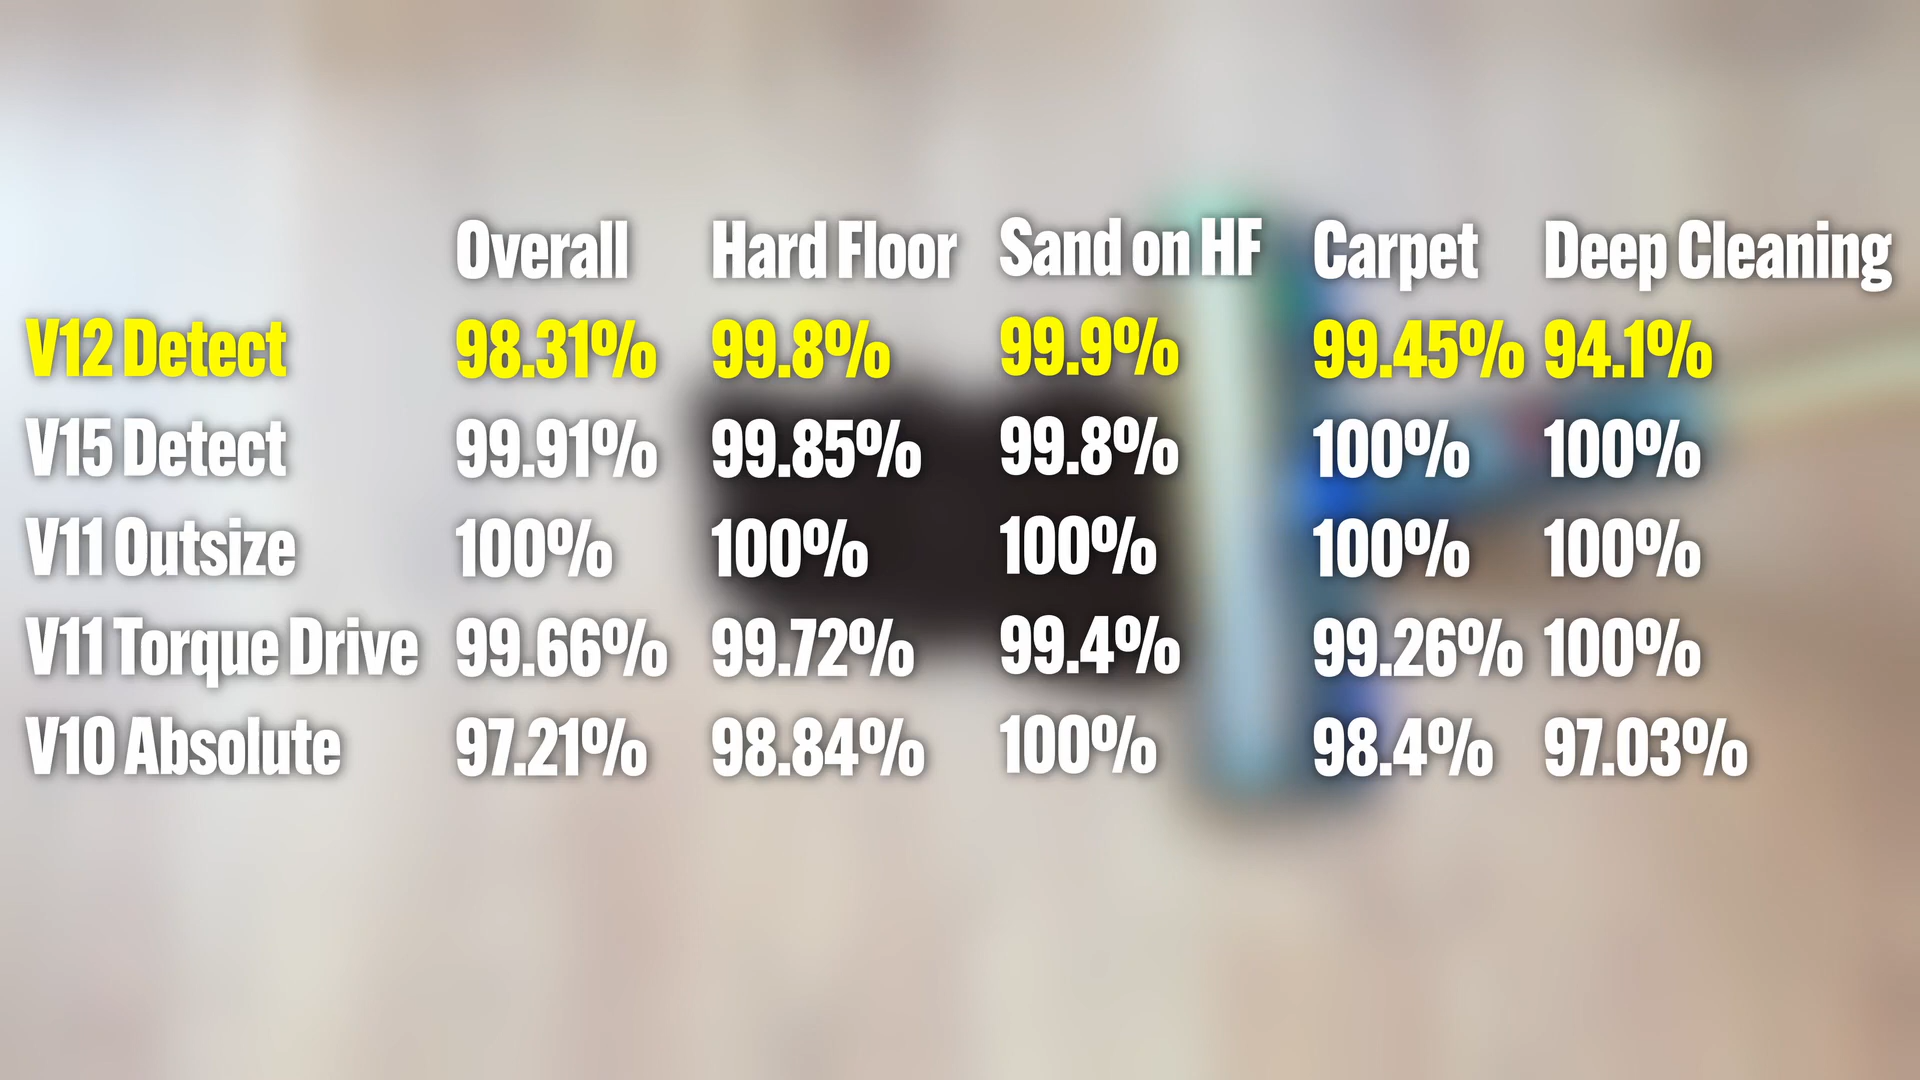 Overall Hard Floor Sand on HF Carpet Deep Cleaning
V12 Detect 98.31% 99.8% 99.9% 99.45% 94.1%
V15 Detect 99.91% 99.85% 99.8% 100% 100%
V11 Outsize 100% 100% 100% 100% 100%
V11 Torque Drive 99.66% 99.72% 99.4% 99.26% 100%
V10 Absolute 97.21% 98.84% 100% 98.4% 97.03%